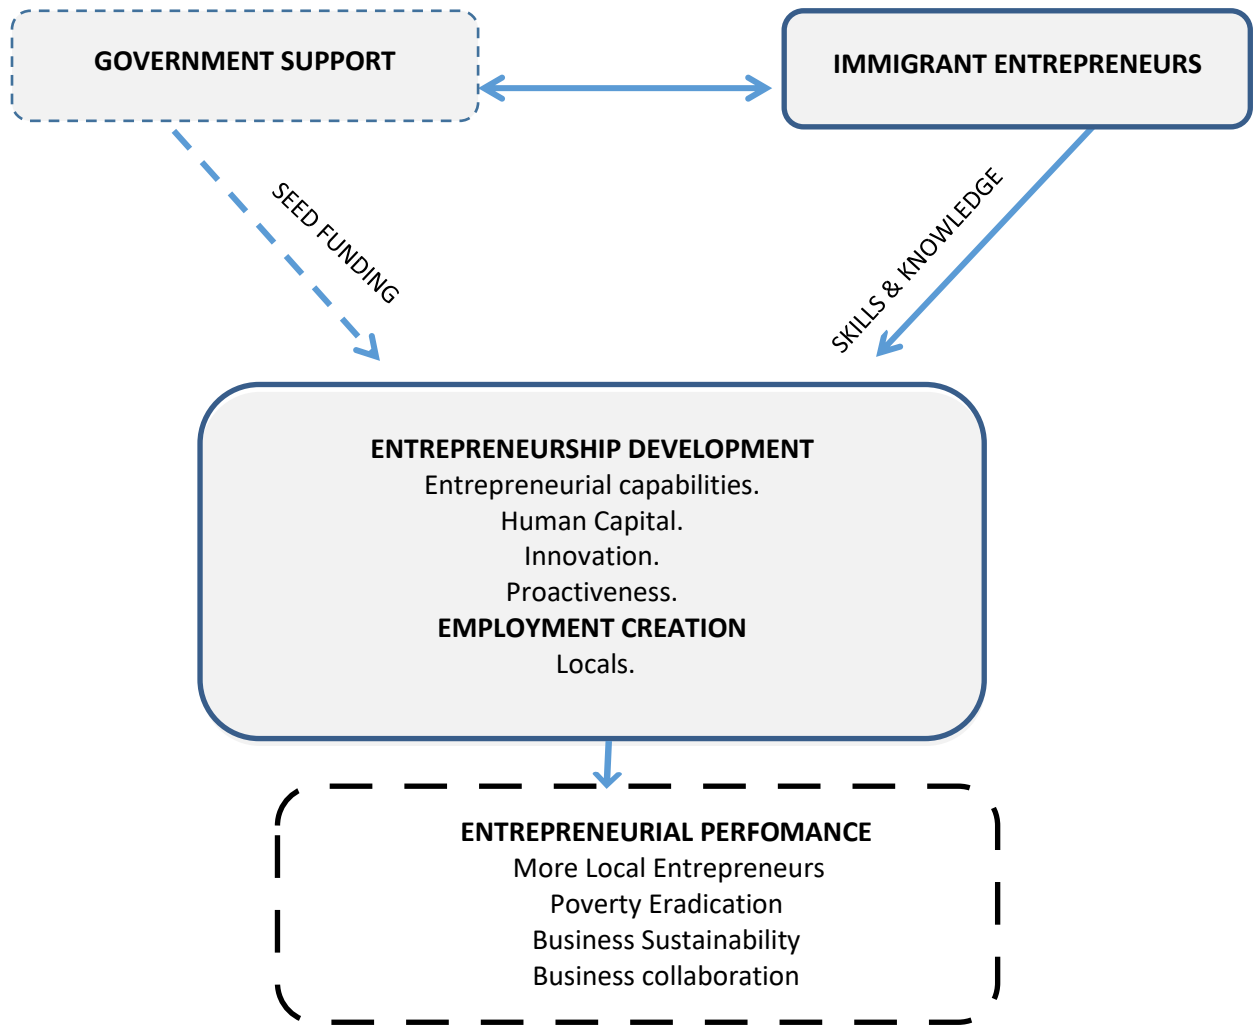 GOVERNMENT SUPPORT
IMMIGRANT ENTREPRENEURS
SEED FUNDING
SKILLS & KNOWLEDGE
ENTREPRENEURSHIP DEVELOPMENT
Entrepreneurial capabilities.
Human Capital.
Innovation.
Proactiveness.
EMPLOYMENT CREATION
Locals.
ENTREPRENEURIAL PERFOMANCE
More Local Entrepreneurs
Poverty Eradication
Business Sustainability
Business collaboration